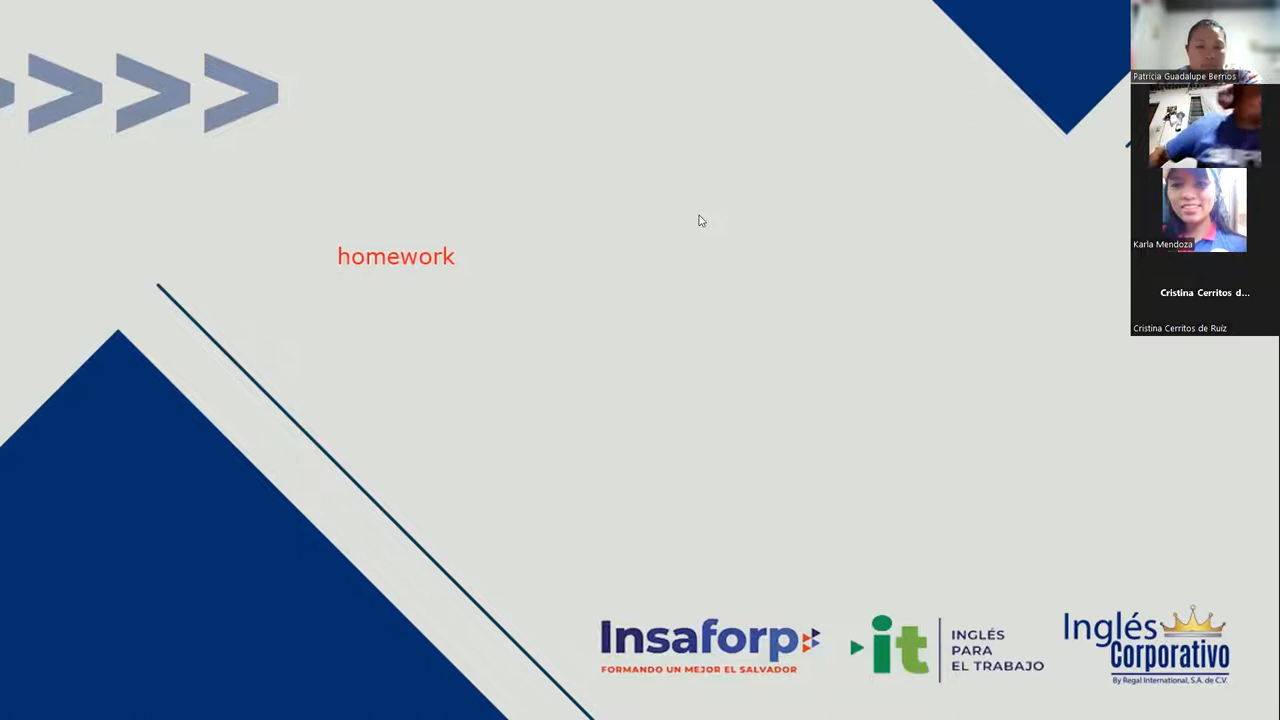 homework
Patricia Guadalupe Berrios
Karla Mendoza
Cristina Cerritos d...
Cristina Cerritos de Ruíz
Insaforp
FORMANDO UN MEJOR EL SALVADOR
it
INGLÉS
PARA
EL TRABAJO
Inglés
Corporativo
By Regal International, S.A. de C.V.